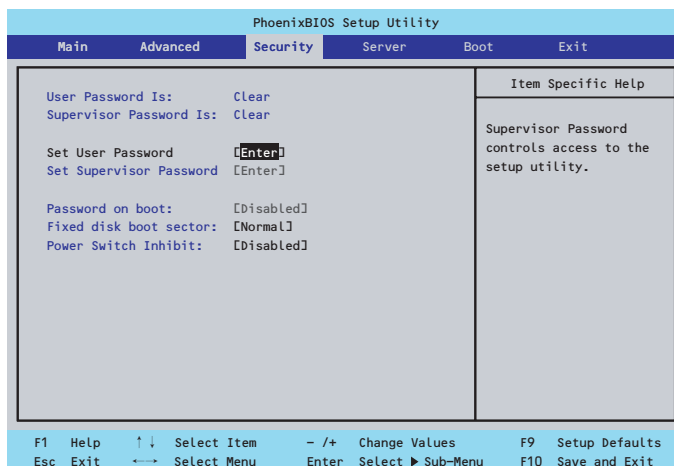 PhoenixBIOS Setup Utility
Main Advanced Security Server Boot Exit
Item Specific Help
User Password Is: Clear
Supervisor Password Is: Clear
Supervisor Password
controls access to the
setup utility.
Set User Password [Enter]
Set Supervisor Password [Enter]
Password on boot: [Disabled]
Fixed disk boot sector: [Normal]
Power Switch Inhibit: [Disabled]
F1 Help ↑↓ Select Item - /+ Change Values F9 Setup Defaults
Esc Exit ←→ Select Menu Enter Select ▶ Sub-Menu F10 Save and Exit